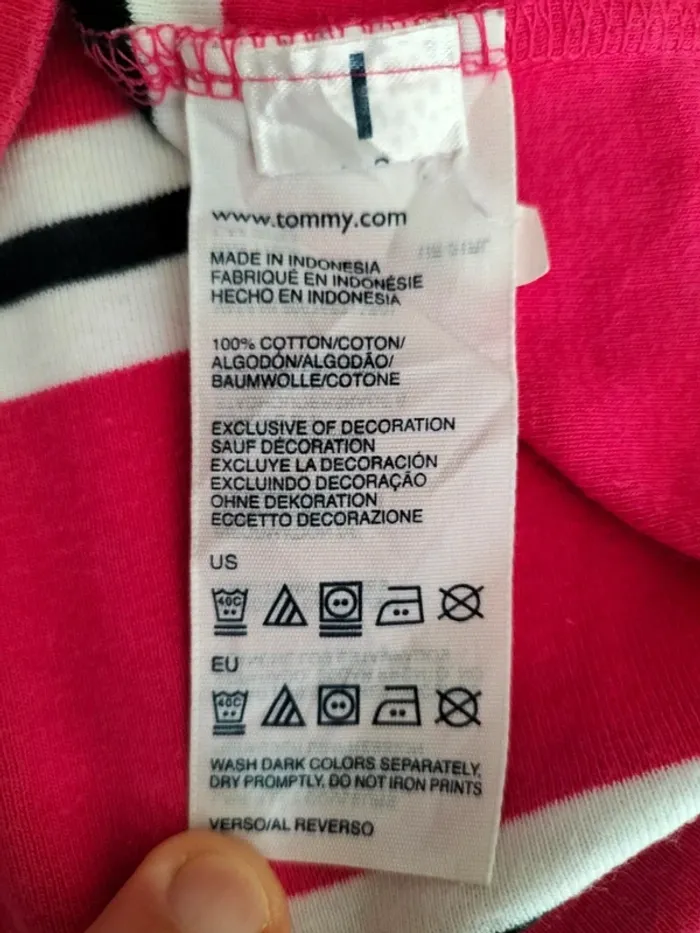 www.tommy.com
MADE IN INDONESIA
FABRIQUÉ EN INDONÉSIE
HECHO EN INDONESIA
100% COTTON/COTON/
ALGODÓN/ALGODÃO/
BAUMWOLLE/COTONE
EXCLUSIVE OF DECORATION
SAUF DÉCORATION
EXCLUYE LA DECORACIÓN
EXCLUINDO DECORAÇÃO
OHNE DEKORATION
ECCETTO DECORAZIONE
US
40C
EU
40C
WASH DARK COLORS SEPARATELY,
DRY PROMPTLY, DO NOT IRON PRINTS
VERSO/AL REVERSO